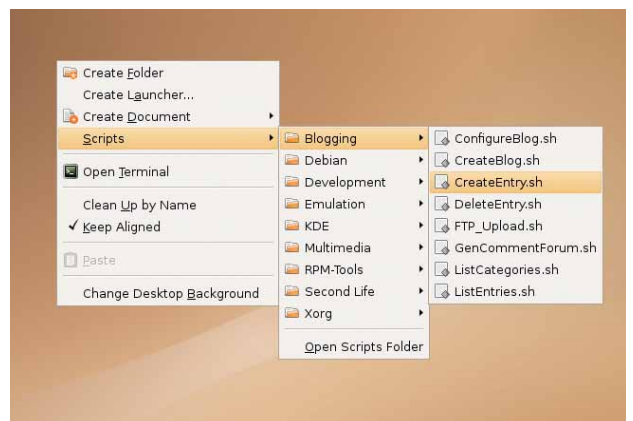 Create Folder
Create Launcher...
Create Document
Scripts
Open Terminal
Clean Up by Name
Keep Aligned
Paste
Change Desktop Background
Blogging
Debian
Development
Emulation
KDE
Multimedia
RPM-Tools
Second Life
Xorg
Open Scripts Folder
ConfigureBlog.sh
CreateBlog.sh
CreateEntry.sh
DeleteEntry.sh
FTP_Upload.sh
GenCommentForum.sh
ListCategories.sh
ListEntries.sh